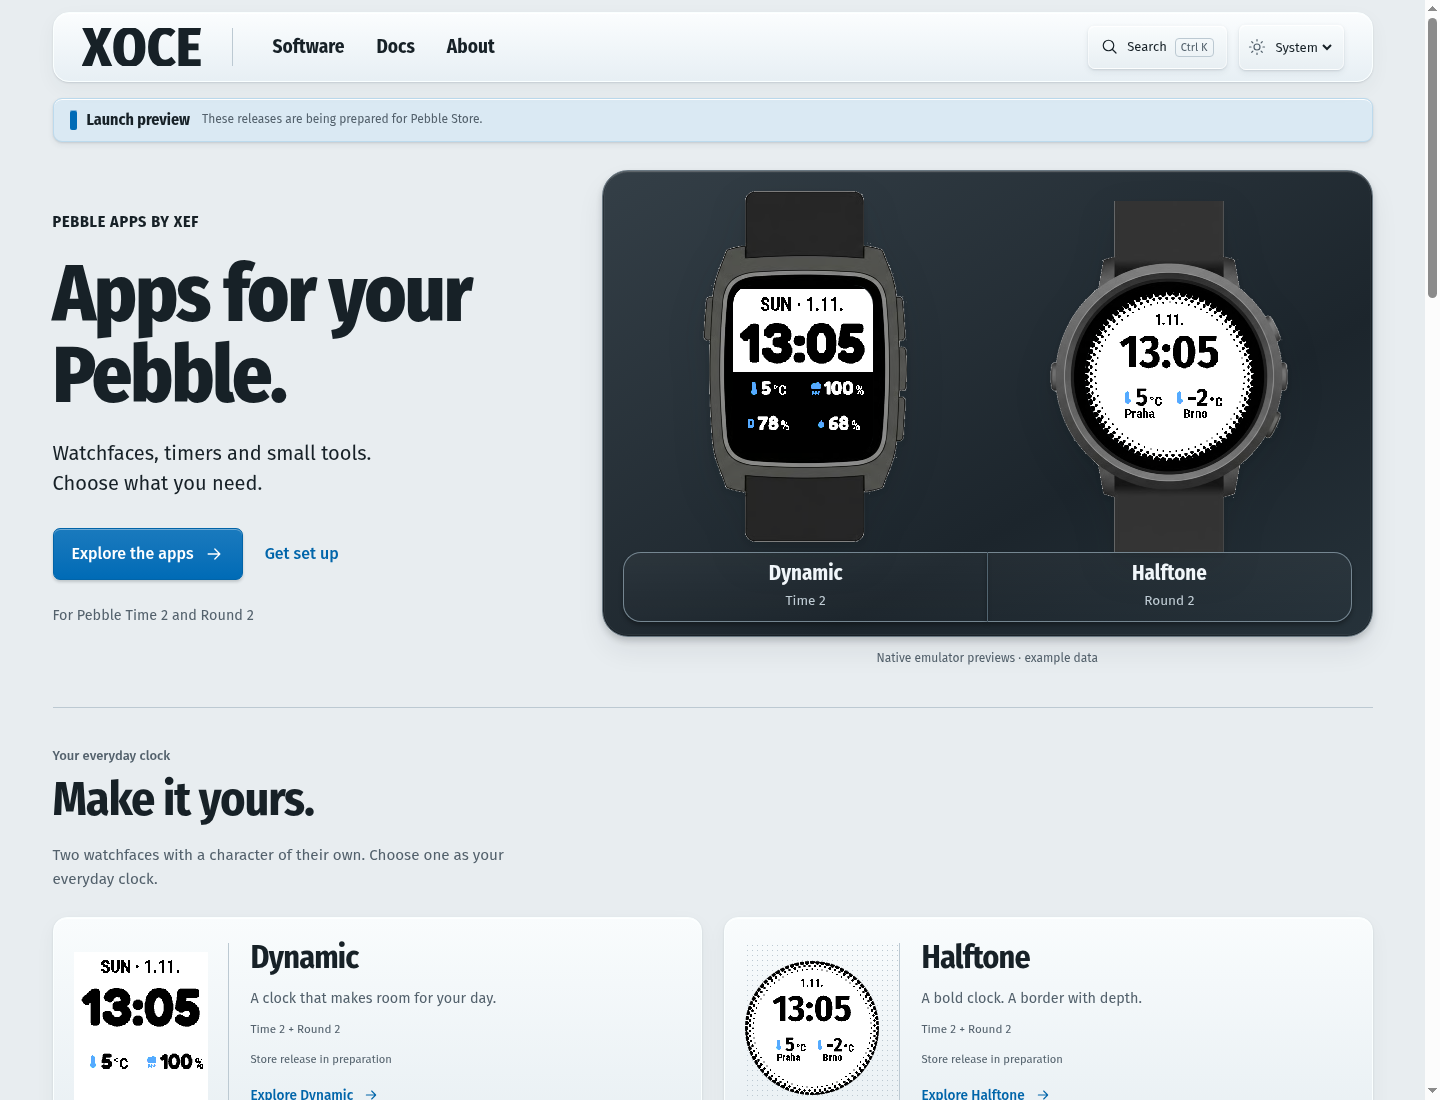 XOCE
Software
Docs
About
Search
Ctrl K
System
Launch preview
These releases are being prepared for Pebble Store.
PEBBLE APPS BY XEF
Apps for your
Pebble.
Watchfaces, timers and small tools.
Choose what you need.
Explore the apps →
Get set up
For Pebble Time 2 and Round 2
SUN · 1.11.
13:05
5°C 100%
78% 68%
1.11.
13:05
5°C -2°C
Praha Brno
Dynamic
Time 2
Halftone
Round 2
Native emulator previews · example data
Your everyday clock
Make it yours.
Two watchfaces with a character of their own. Choose one as your
everyday clock.
SUN · 1.11.
13:05
5°C 100%
Dynamic
A clock that makes room for your day.
Time 2 + Round 2
Store release in preparation
Explore Dynamic →
1.11.
13:05
5°C -2°C
Praha Brno
Halftone
A bold clock. A border with depth.
Time 2 + Round 2
Store release in preparation
Explore Halftone →